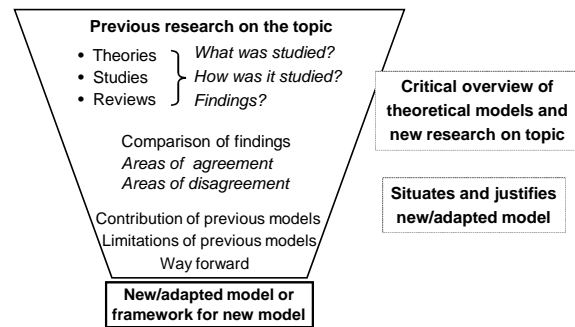 Previous research on the topic
• Theories
• Studies
• Reviews
What was studied?
How was it studied?
Findings?
Comparison of findings
Areas of agreement
Areas of disagreement
Contribution of previous models
Limitations of previous models
Way forward
New/adapted model or
framework for new model
Critical overview of
theoretical models and
new research on topic
Situates and justifies
new/adapted model